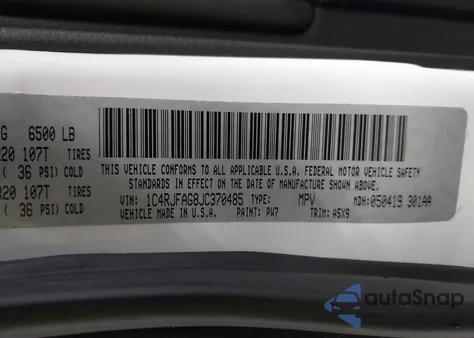 G 6500 LB
R20 107T TIRES
( 36 PSI) COLD
R20 107T TIRES
( 36 PSI) COLD
THIS VEHICLE CONFORMS TO ALL APPLICABLE U.S.A. FEDERAL MOTOR VEHICLE SAFETY
STANDARDS IN EFFECT ON THE DATE OF MANUFACTURE SHOWN ABOVE.
VIN: 1C4RJFAG8JC370485 TYPE: MPV MDH: 050419 301AA
VEHICLE MADE IN U.S.A. PAINT: PW7 TRIM: A5X9
autoSnap